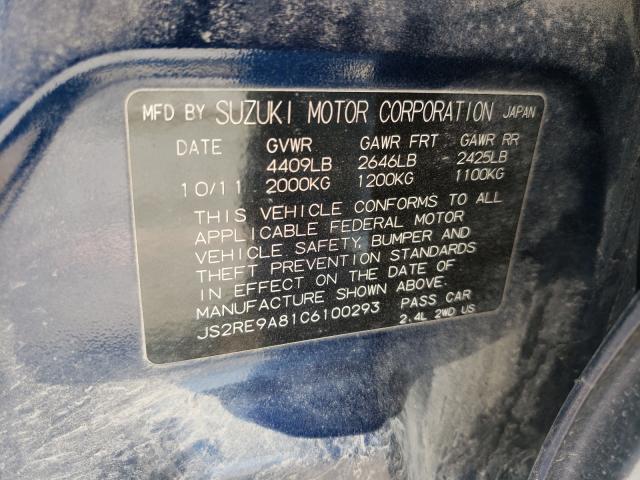 MFD BY SUZUKI MOTOR CORPORATION JAPAN
DATE GVWR GAWR FRT GAWR RR
4409LB 2646LB 2425LB
10/11 2000KG 1200KG 1100KG
THIS VEHICLE CONFORMS TO ALL
APPLICABLE FEDERAL MOTOR
VEHICLE SAFETY, BUMPER AND
THEFT PREVENTION STANDARDS
IN EFFECT ON THE DATE OF
MANUFACTURE SHOWN ABOVE.
JS2RE9A81C6100293 PASS CAR
2.4L 2WD US